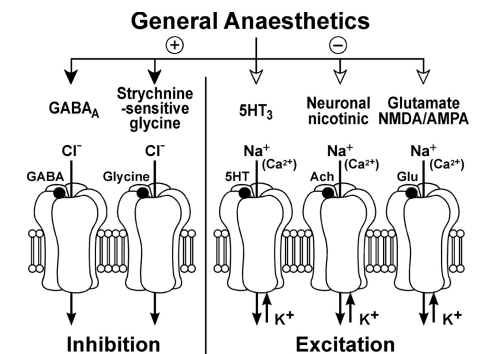 General Anaesthetics
+
−
GABA_A
Strychnine
-sensitive
glycine
5HT₃
Neuronal
nicotinic
Glutamate
NMDA/AMPA
Cl⁻
Cl⁻
Na⁺
(Ca²⁺)
Na⁺
(Ca²⁺)
Na⁺
(Ca²⁺)
GABA
Glycine
5HT
Ach
Glu
K⁺
K⁺
K⁺
Inhibition
Excitation